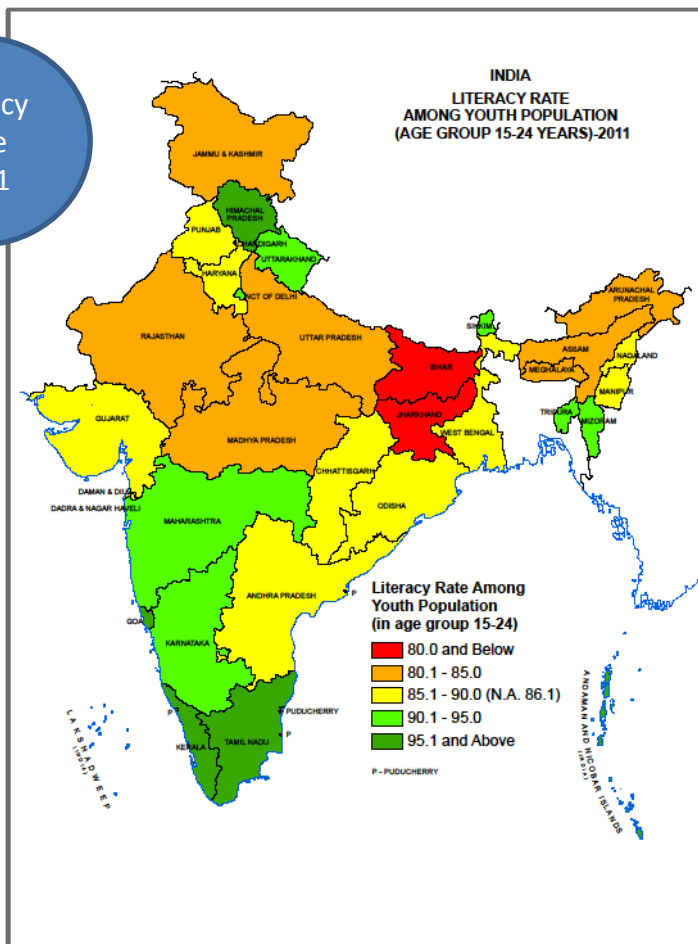 cy
e
1
INDIA
LITERACY RATE
AMONG YOUTH POPULATION
(AGE GROUP 15-24 YEARS)-2011
JAMMU & KASHMIR
HIMACHAL
PRADESH
PUNJAB
CHANDIGARH
UTTARAKHAND
HARYANA
NCT OF DELHI
ARUNACHAL
PRADESH
SIKKIM
RAJASTHAN
UTTAR PRADESH
ASSAM
NAGALAND
BIHAR
MEGHALAYA
MANIPUR
GUJARAT
JHARKHAND
TRIPURA
MIZORAM
WEST BENGAL
MADHYA PRADESH
CHHATTISGARH
DAMAN & DIU
DADRA & NAGAR HAVELI
ODISHA
MAHARASHTRA
ANDHRA PRADESH
P
GOA
KARNATAKA
P
PUDUCHERRY
P
KERALA
TAMIL NADU
LAKSHADWEEP
(INDIA)
ANDAMAN AND NICOBAR ISLANDS
(INDIA)
Literacy Rate Among
Youth Population
(in age group 15-24)
80.0 and Below
80.1 - 85.0
85.1 - 90.0 (N.A. 86.1)
90.1 - 95.0
95.1 and Above
P - PUDUCHERRY